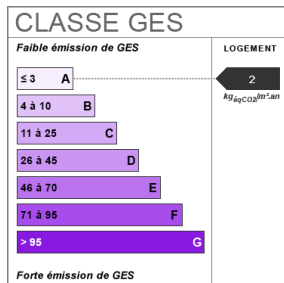 CLASSE GES
Faible émission de GES
LOGEMENT
≤ 3 A
2
kgéqCO2/m².an
4 à 10 B
11 à 25 C
26 à 45 D
46 à 70 E
71 à 95 F
> 95 G
Forte émission de GES